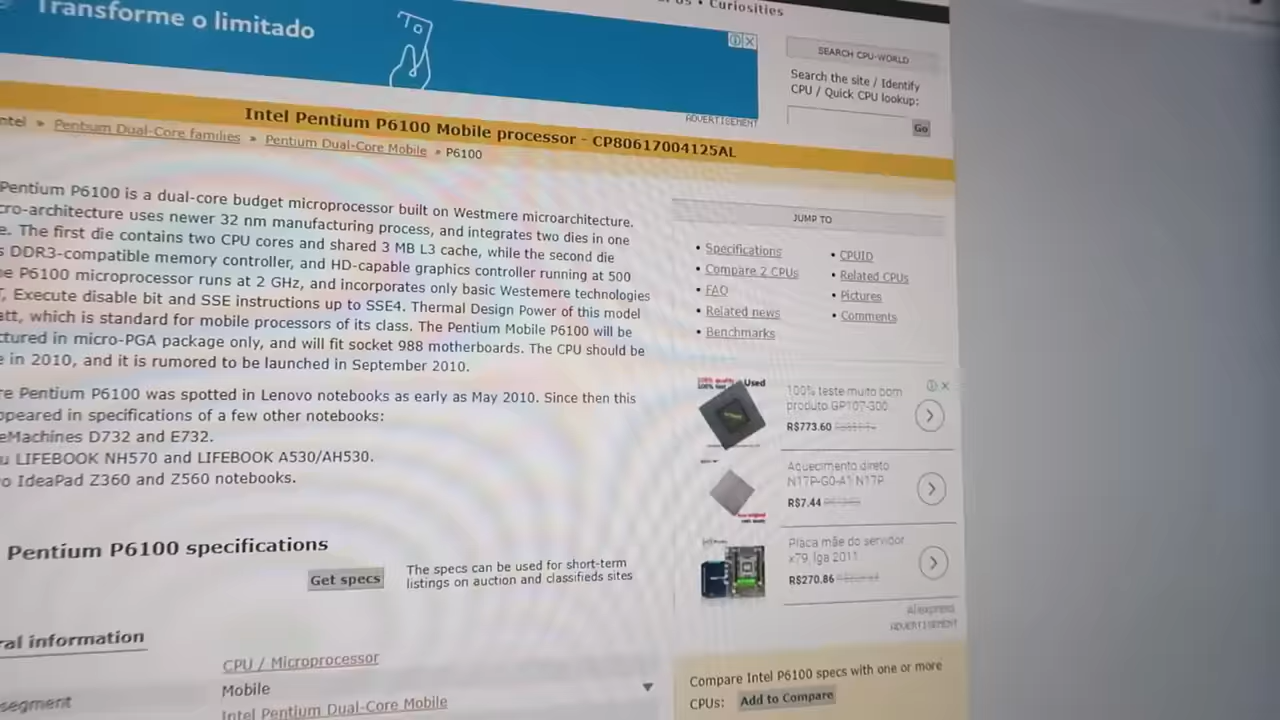 • Curiosities
Transforme o limitado
To
SEARCH CPU-WORLD
Search the site / Identify
CPU / Quick CPU lookup:
Go
ADVERTISEMENT
Intel Pentium P6100 Mobile processor - CP80617004125AL
ntel » Pentium Dual-Core families » Pentium Dual-Core Mobile » P6100
Pentium P6100 is a dual-core budget microprocessor built on Westmere microarchitecture.
cro-architecture uses newer 32 nm manufacturing process, and integrates two dies in one
e. The first die contains two CPU cores and shared 3 MB L3 cache, while the second die
s DDR3-compatible memory controller, and HD-capable graphics controller running at 500
e P6100 microprocessor runs at 2 GHz, and incorporates only basic Westemere technologies
, Execute disable bit and SSE instructions up to SSE4. Thermal Design Power of this model
att, which is standard for mobile processors of its class. The Pentium Mobile P6100 will be
ctured in micro-PGA package only, and will fit socket 988 motherboards. The CPU should be
e in 2010, and it is rumored to be launched in September 2010.
re Pentium P6100 was spotted in Lenovo notebooks as early as May 2010. Since then this
ppeared in specifications of a few other notebooks:
eMachines D732 and E732.
u LIFEBOOK NH570 and LIFEBOOK A530/AH530.
o IdeaPad Z360 and Z560 notebooks.
JUMP TO
• Specifications
• Compare 2 CPUs
• FAQ
• Related news
• Benchmarks
• CPUID
• Related CPUs
• Pictures
• Comments
Used
100% teste muito bom
produto GP107-300
R$773.60
Aquecimento direto
N17P-G0-A1 N17P
R$7.44
Placa mãe do servidor
x79 lga 2011
R$270.86
Aliexpress
ADVERTISEMENT
Pentium P6100 specifications
Get specs
The specs can be used for short-term
listings on auction and classifieds sites
ral information
CPU / Microprocessor
segment
Mobile
Intel Pentium Dual-Core Mobile
Compare Intel P6100 specs with one or more
CPUs: Add to Compare